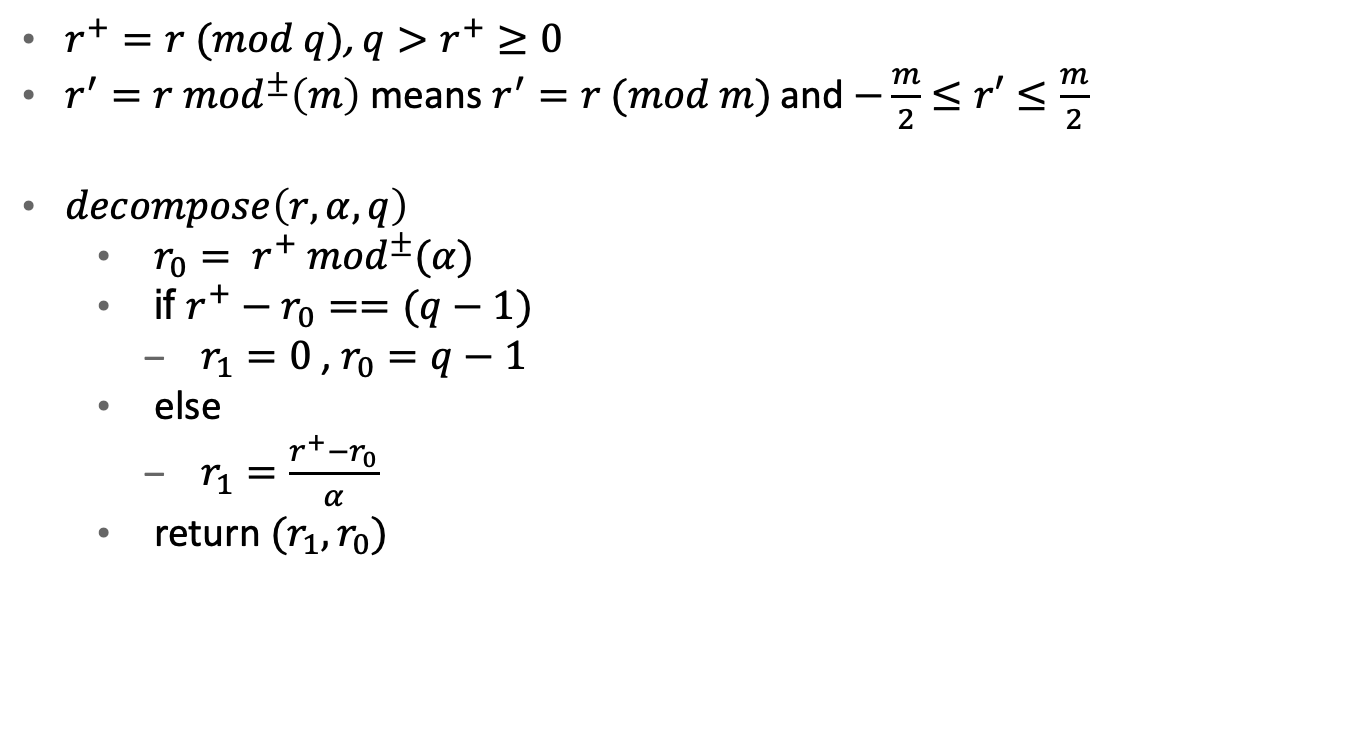 • r⁺ = r (mod q), q > r⁺ ≥ 0
• r′ = r mod±(m) means r′ = r (mod m) and −m/2 ≤ r′ ≤ m/2
• decompose(r, α, q)
• r₀ = r⁺ mod±(α)
• if r⁺ − r₀ == (q − 1)
– r₁ = 0 , r₀ = q − 1
• else
– r₁ = (r⁺−r₀)/α
• return (r₁, r₀)